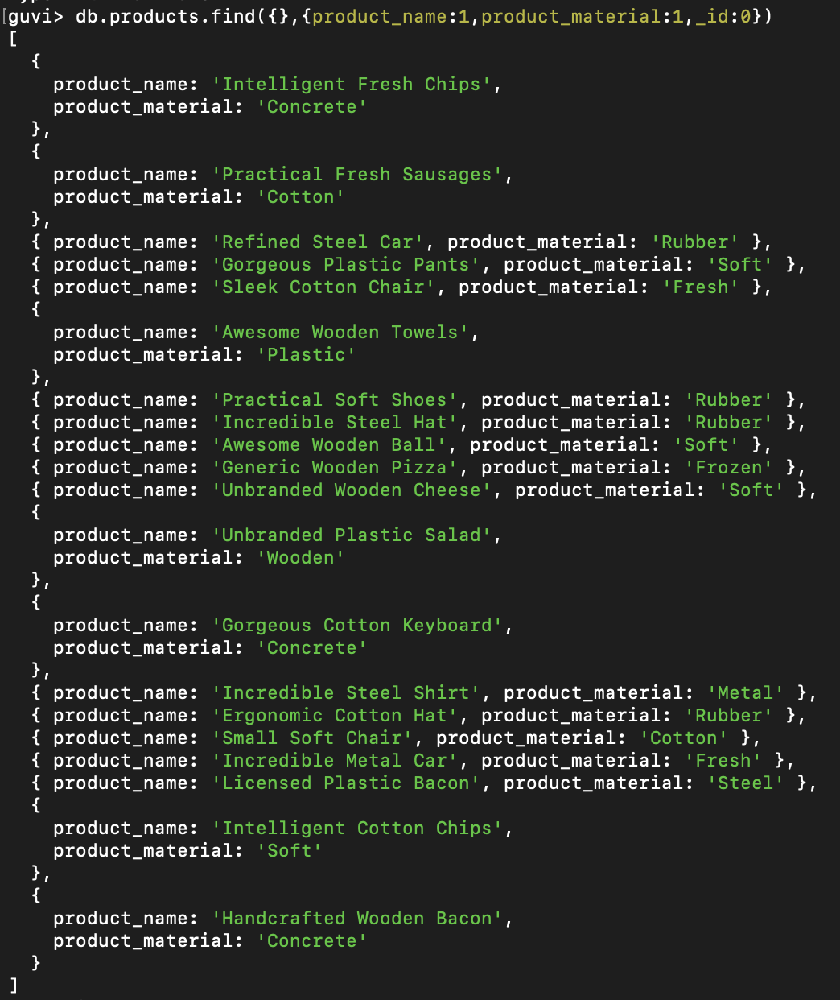 guvi> db.products.find({},{product_name:1,product_material:1,_id:0})
[
  {
    product_name: 'Intelligent Fresh Chips',
    product_material: 'Concrete'
  },
  {
    product_name: 'Practical Fresh Sausages',
    product_material: 'Cotton'
  },
  { product_name: 'Refined Steel Car', product_material: 'Rubber' },
  { product_name: 'Gorgeous Plastic Pants', product_material: 'Soft' },
  { product_name: 'Sleek Cotton Chair', product_material: 'Fresh' },
  {
    product_name: 'Awesome Wooden Towels',
    product_material: 'Plastic'
  },
  { product_name: 'Practical Soft Shoes', product_material: 'Rubber' },
  { product_name: 'Incredible Steel Hat', product_material: 'Rubber' },
  { product_name: 'Awesome Wooden Ball', product_material: 'Soft' },
  { product_name: 'Generic Wooden Pizza', product_material: 'Frozen' },
  { product_name: 'Unbranded Wooden Cheese', product_material: 'Soft' },
  {
    product_name: 'Unbranded Plastic Salad',
    product_material: 'Wooden'
  },
  {
    product_name: 'Gorgeous Cotton Keyboard',
    product_material: 'Concrete'
  },
  { product_name: 'Incredible Steel Shirt', product_material: 'Metal' },
  { product_name: 'Ergonomic Cotton Hat', product_material: 'Rubber' },
  { product_name: 'Small Soft Chair', product_material: 'Cotton' },
  { product_name: 'Incredible Metal Car', product_material: 'Fresh' },
  { product_name: 'Licensed Plastic Bacon', product_material: 'Steel' },
  {
    product_name: 'Intelligent Cotton Chips',
    product_material: 'Soft'
  },
  {
    product_name: 'Handcrafted Wooden Bacon',
    product_material: 'Concrete'
  }
]